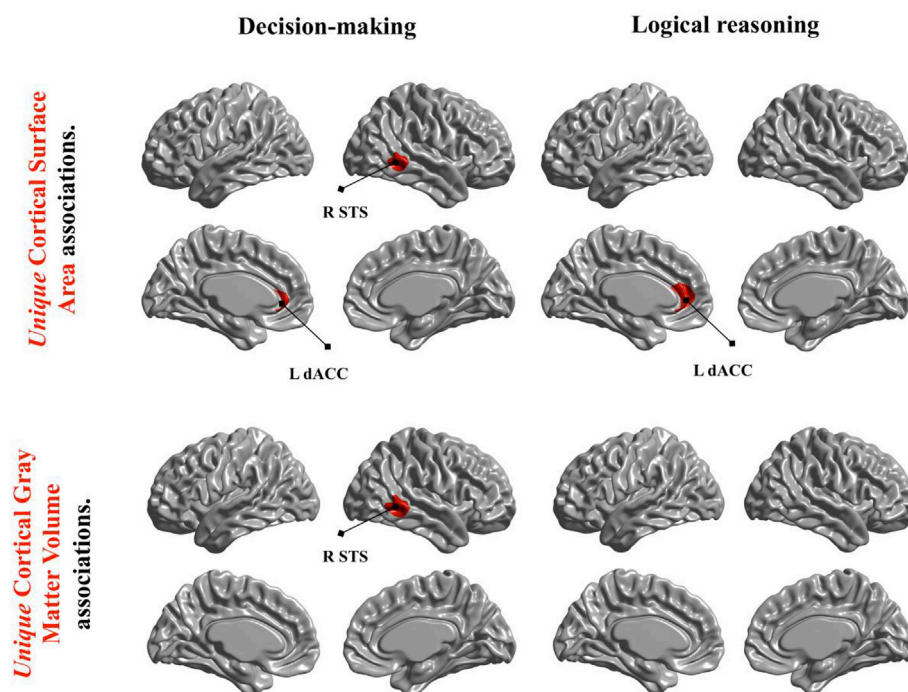 Decision-making
Logical reasoning
Unique Cortical Surface
Area associations.
R STS
L dACC
L dACC
Unique Cortical Gray
Matter Volume
associations.
R STS